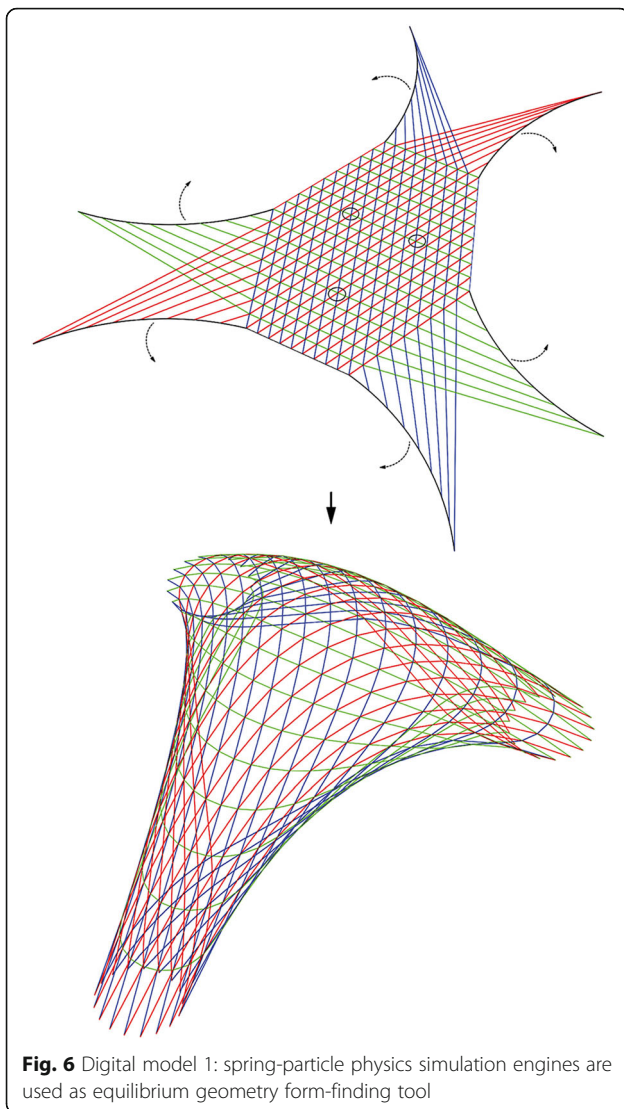 Fig. 6 Digital model 1: spring-particle physics simulation engines are
used as equilibrium geometry form-finding tool